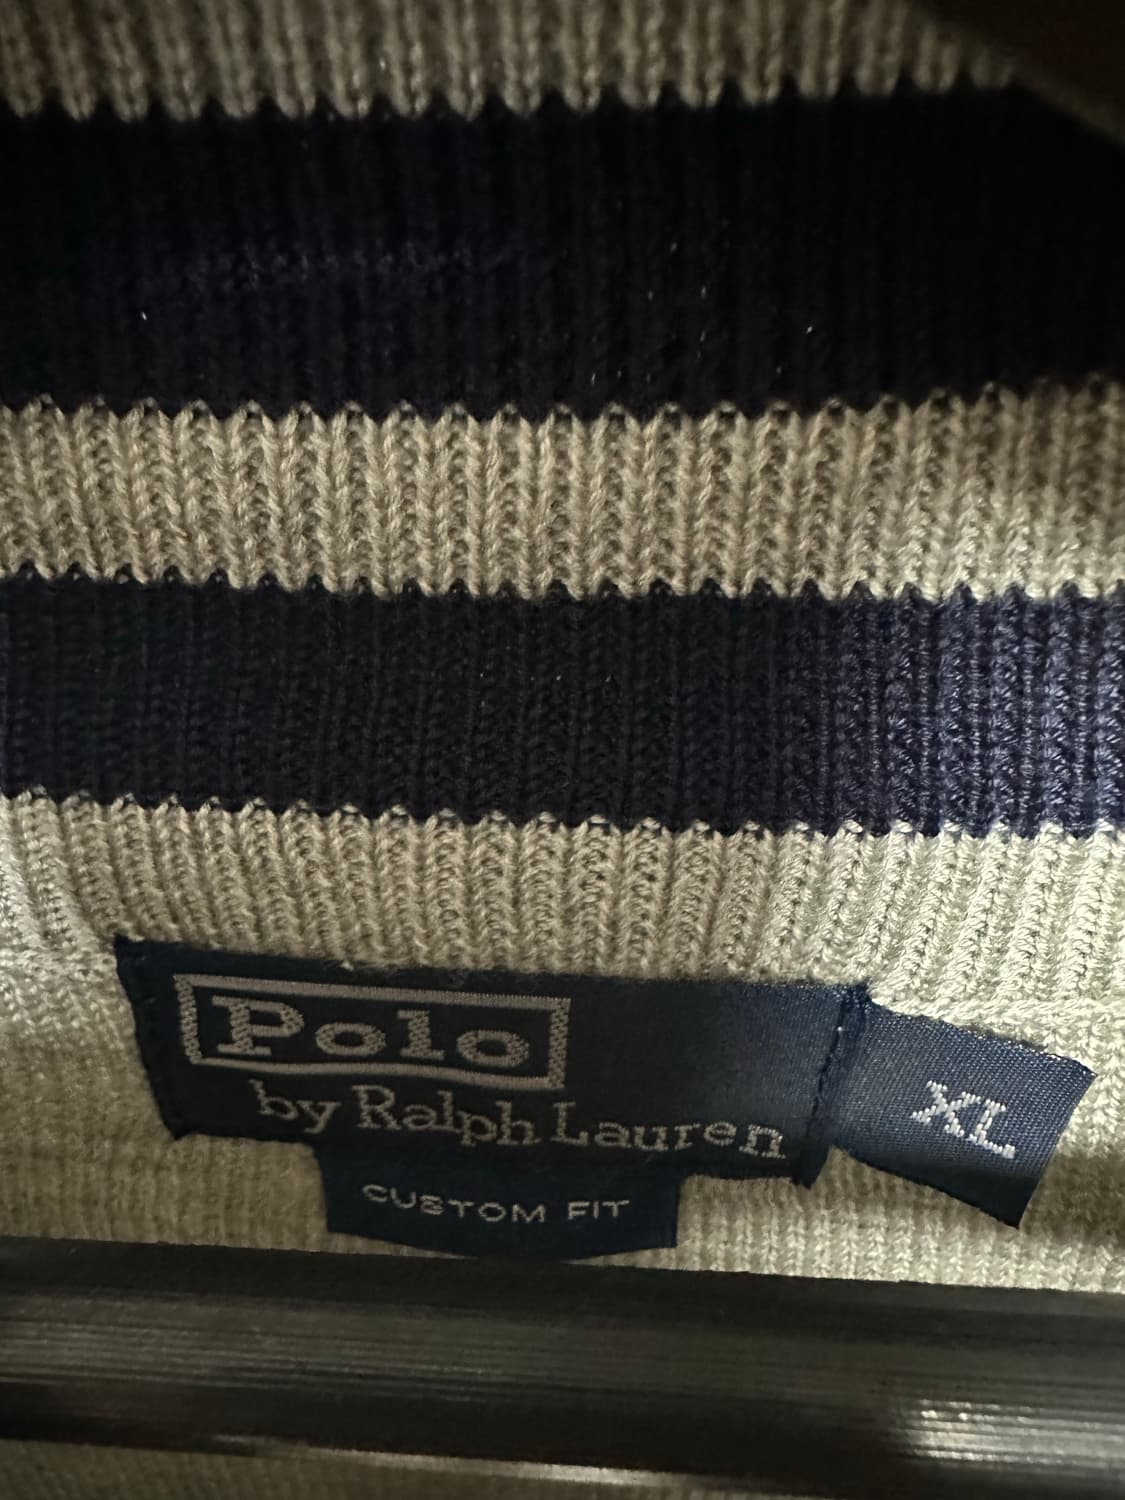 Polo
by Ralph Lauren
XL
CUSTOM FIT